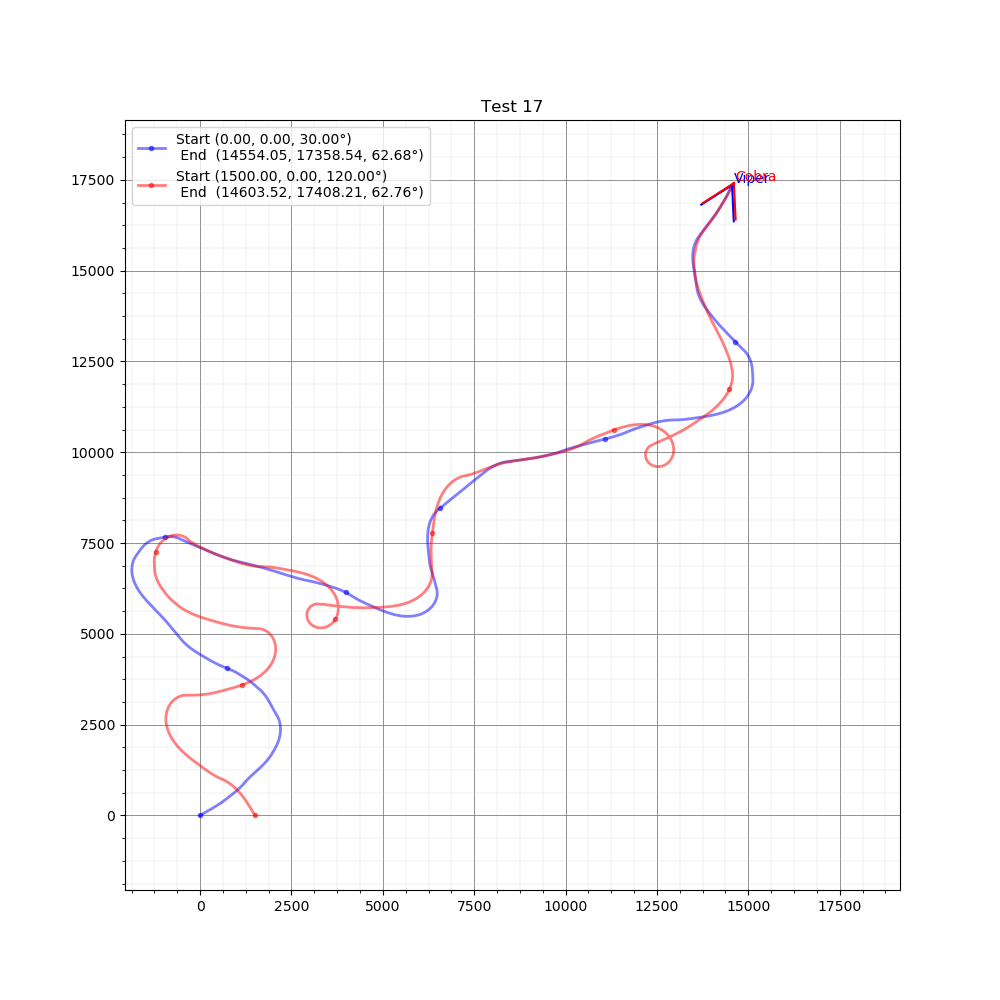 Test 17
Start (0.00, 0.00, 30.00°)
End (14554.05, 17358.54, 62.68°)
Start (1500.00, 0.00, 120.00°)
End (14603.52, 17408.21, 62.76°)
Cobra
Viper
17500
15000
12500
10000
7500
5000
2500
0
0 2500 5000 7500 10000 12500 15000 17500